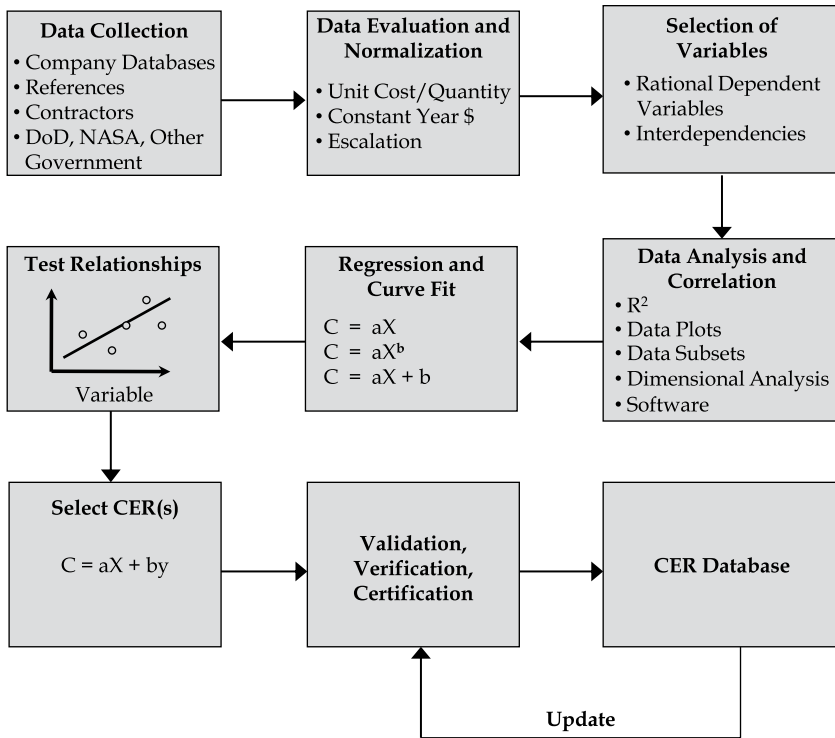 Data Collection
• Company Databases
• References
• Contractors
• DoD, NASA, Other
Government
Data Evaluation and
Normalization
• Unit Cost/Quantity
• Constant Year $
• Escalation
Selection of
Variables
• Rational Dependent
Variables
• Interdependencies
Data Analysis and
Correlation
• R²
• Data Plots
• Data Subsets
• Dimensional Analysis
• Software
Regression and
Curve Fit
C = aX
C = aXᵇ
C = aX + b
Test Relationships
Variable
Select CER(s)
C = aX + by
Validation,
Verification,
Certification
CER Database
Update